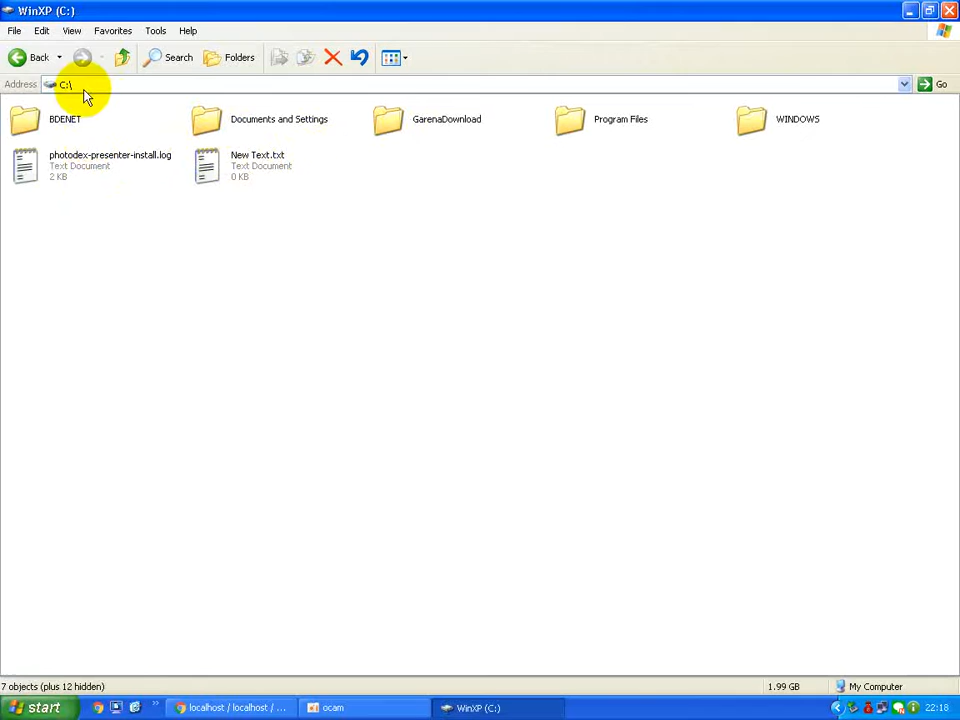 WinXP (C:)
File Edit View Favorites Tools Help
Back Search Folders
Address C:\ Go
BDENET Documents and Settings GarenaDownload Program Files WINDOWS
photodex-presenter-install.log
Text Document
2 KB
New Text.txt
Text Document
0 KB
7 objects (plus 12 hidden) 1.99 GB My Computer
start localhost / localhost / ... ocam WinXP (C:) 22:18